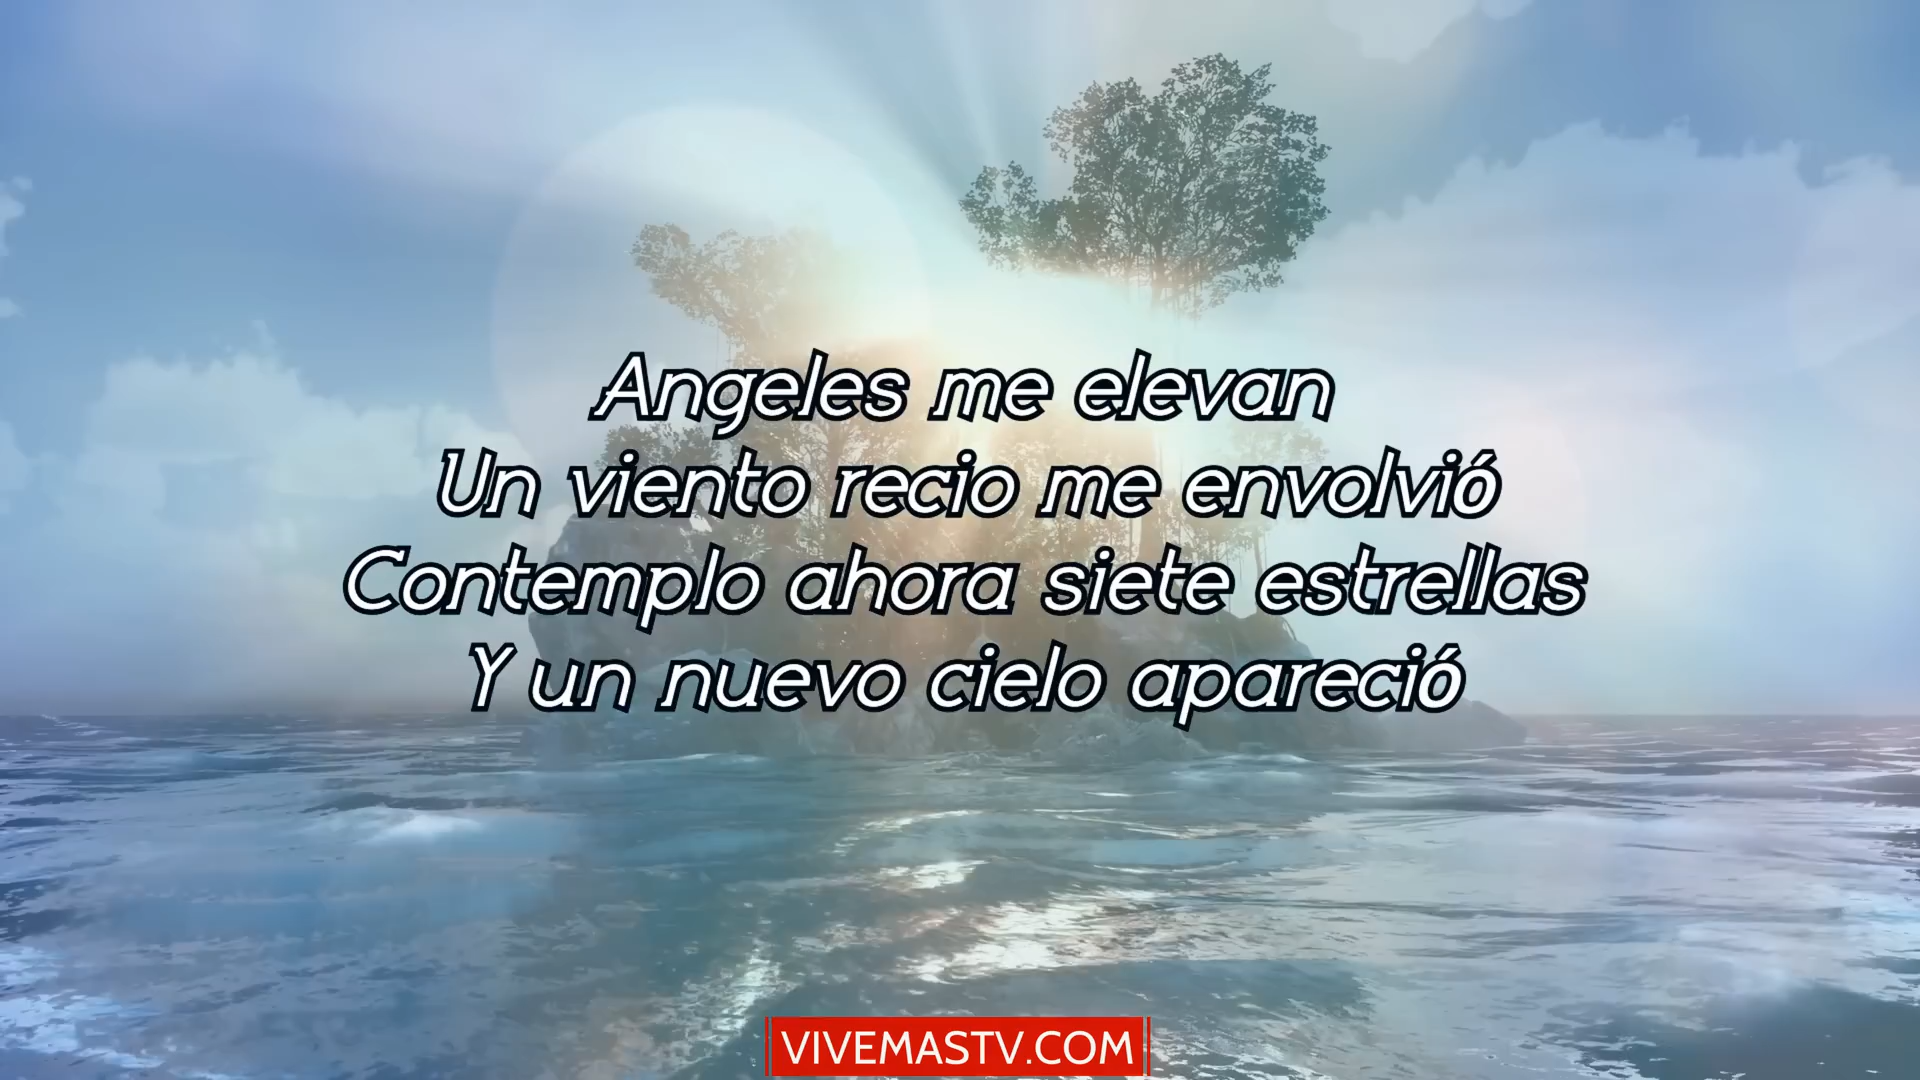 Angeles me elevan
Un viento recio me envolvió
Contemplo ahora siete estrellas
Y un nuevo cielo apareció
VIVEMASTV.COM